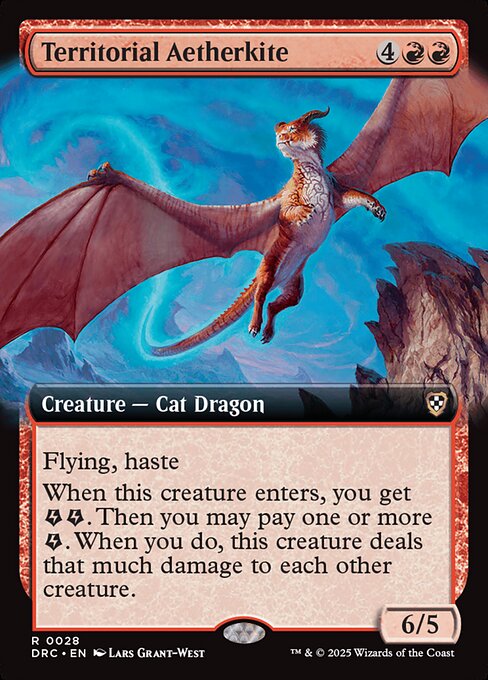 Territorial Aetherkite 4
Creature — Cat Dragon
Flying, haste
When this creature enters, you get
. Then you may pay one or more
. When you do, this creature deals
that much damage to each other
creature.
6/5
R 0028
DRC • EN Lars Grant-West
™ & © 2025 Wizards of the Coast